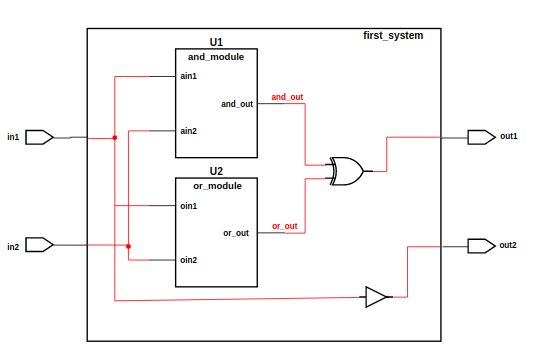 first_system
U1
and_module
ain1
and_out
and_out
ain2
in1
out1
U2
or_module
oin1
or_out
or_out
in2
out2
oin2